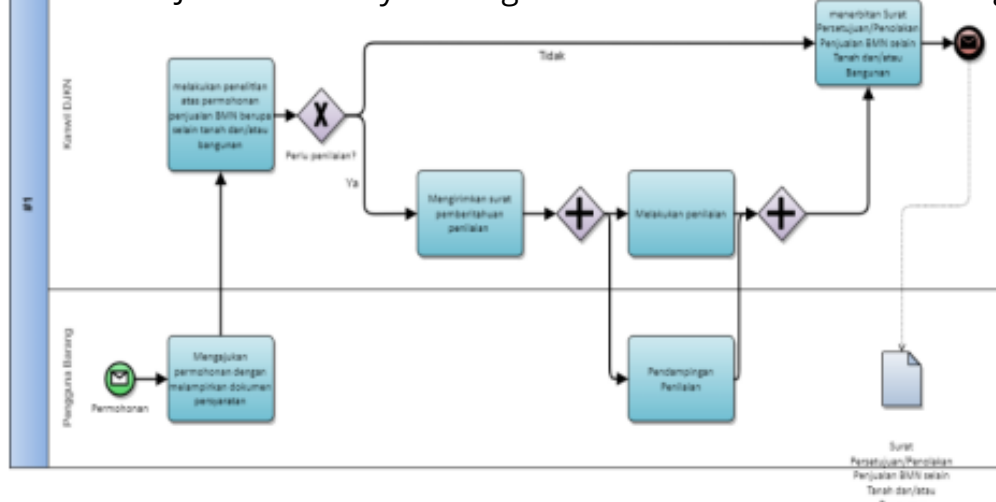 menerbitan Surat
Persetujuan/Penolakan
Penjualan BMN selain
Tanah dan/atau
Bangunan
Tidak
Kanwil DJKN
melakukan penelitian
atas permohonan
penjualan BMN berupa
selain tanah dan/atau
bangunan
Perlu penilaian?
Ya
Mengirimkan surat
pemberitahuan
penilaian
Melakukan penilaian
#1
Pengguna Barang
Permohonan
Mengajukan
permohonan dengan
melampirkan dokumen
persyaratan
Pendampingan
Penilaian
Surat
Persetujuan/Penolakan
Penjualan BMN selain
Tanah dan/atau